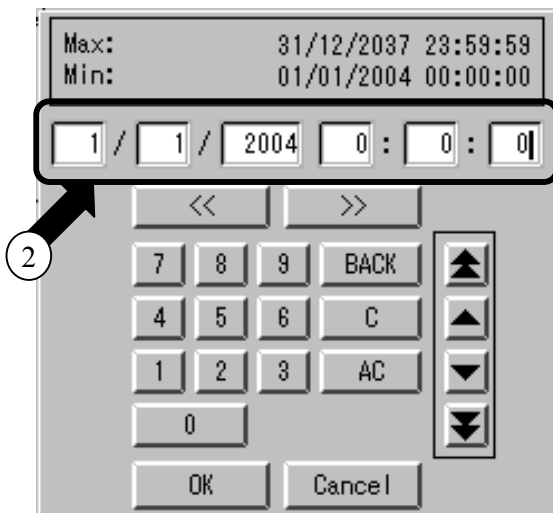 Max: 31/12/2037 23:59:59
Min: 01/01/2004 00:00:00
1 / 1 / 2004 0 : 0 : 0
2
<< >>
7 8 9 BACK
4 5 6 C
1 2 3 AC
0
OK Cancel